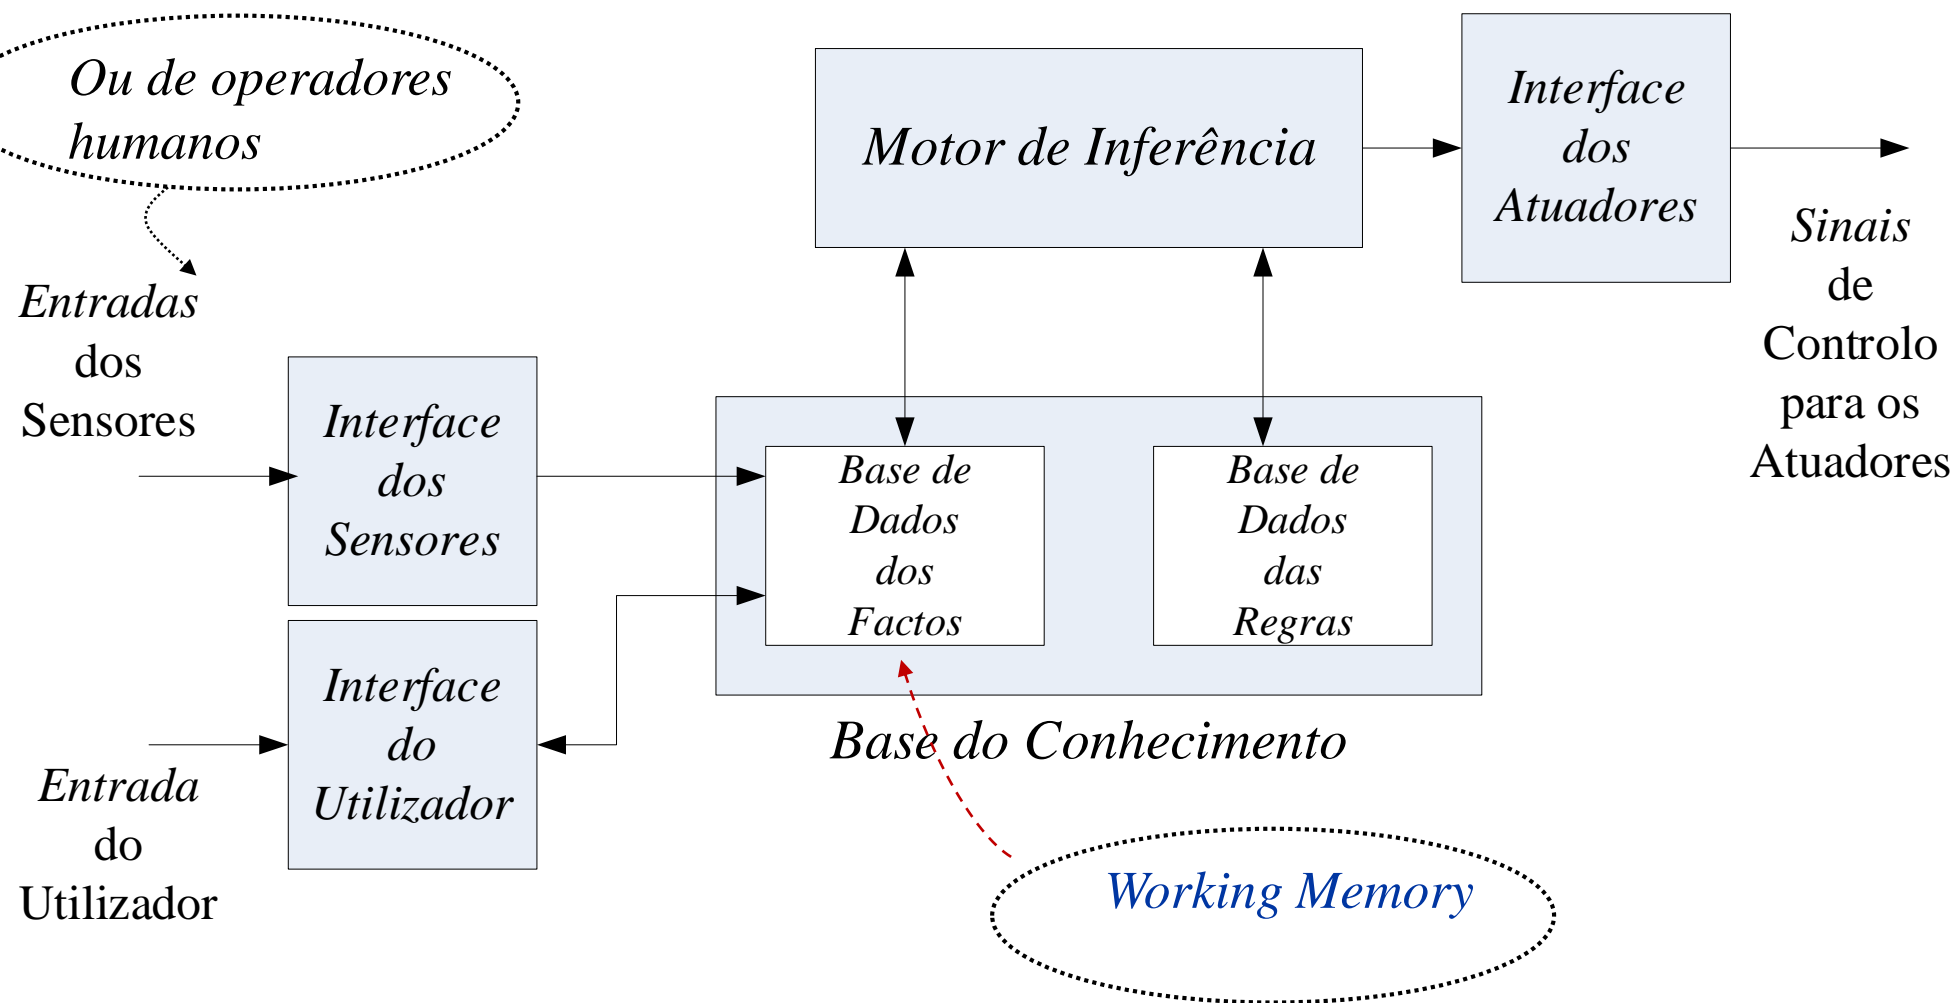 Ou de operadores
humanos
Entradas
dos
Sensores
Interface
dos
Sensores
Entrada
do
Utilizador
Interface
do
Utilizador
Motor de Inferência
Base de
Dados
dos
Factos
Base de
Dados
das
Regras
Base do Conhecimento
Working Memory
Interface
dos
Atuadores
Sinais
de
Controlo
para os
Atuadores